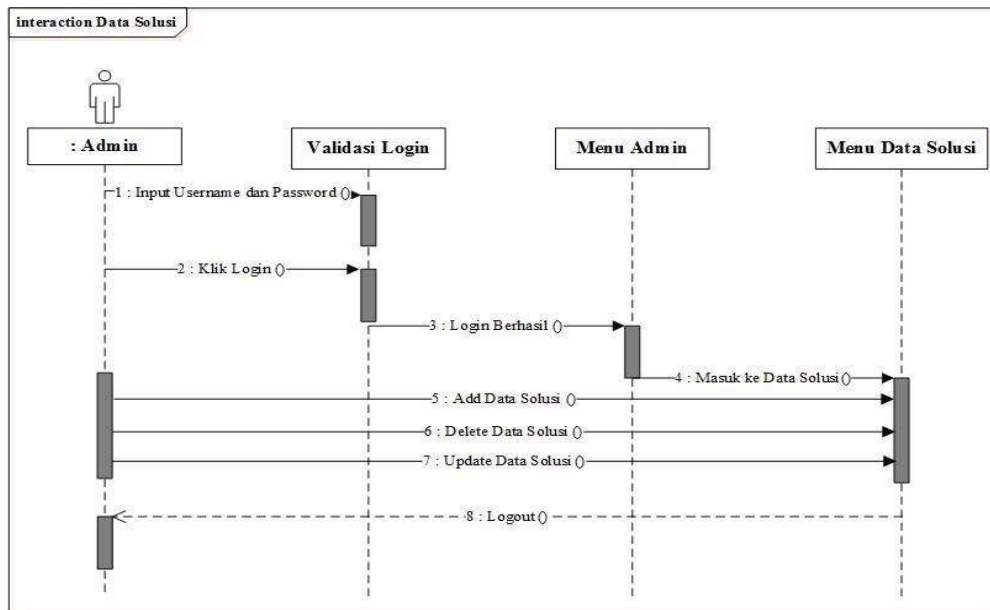 interaction Data Solusi
: Admin
Validasi Login
Menu Admin
Menu Data Solusi
1 : Input Username dan Password ()
2 : Klik Login ()
3 : Login Berhasil ()
4 : Masuk ke Data Solusi ()
5 : Add Data Solusi ()
6 : Delete Data Solusi ()
7 : Update Data Solusi ()
8 : Logout ()